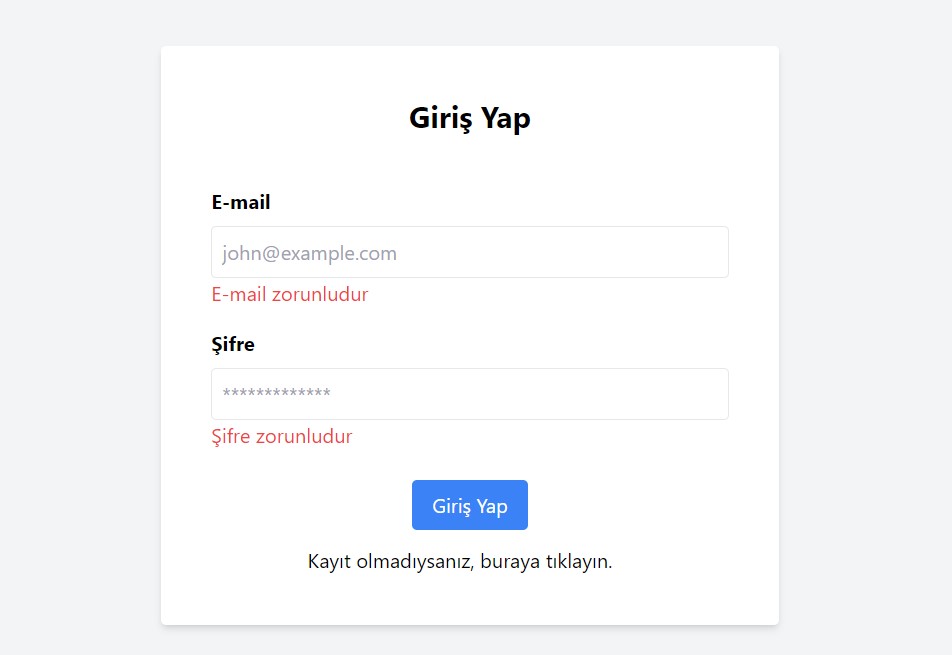 Giriş Yap
E-mail
john@example.com
E-mail zorunludur
Şifre
*************
Şifre zorunludur
Giriş Yap
Kayıt olmadıysanız, buraya tıklayın.